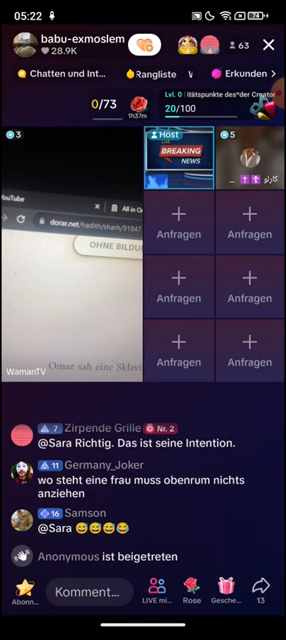 05:22
74
babu-exmoslem
28.9K
63
Chatten und Int...
Rangliste
Erkunden >
0/73
1h37m
Lvl. 0
itätspunkte des*der Creator
20/100
3
Host
BREAKING
NEWS
5
كارلو
YouTube
All in On
dorar.net/hadith/sharh/91847
OHNE BILDU
Omar sah eine Sklavi
WamanTV
Anfragen
Anfragen
Anfragen
Anfragen
Anfragen
Anfragen
7 Zirpende Grille Nr. 2
@Sara Richtig. Das ist seine Intention.
11 Germany_Joker
wo steht eine frau muss obenrum nichts
anziehen
16 Samson
@Sara 😅😅😅😂
Anonymous ist beigetreten
Abonn...
Komment...
LIVE mi...
Rose
Gesche...
13